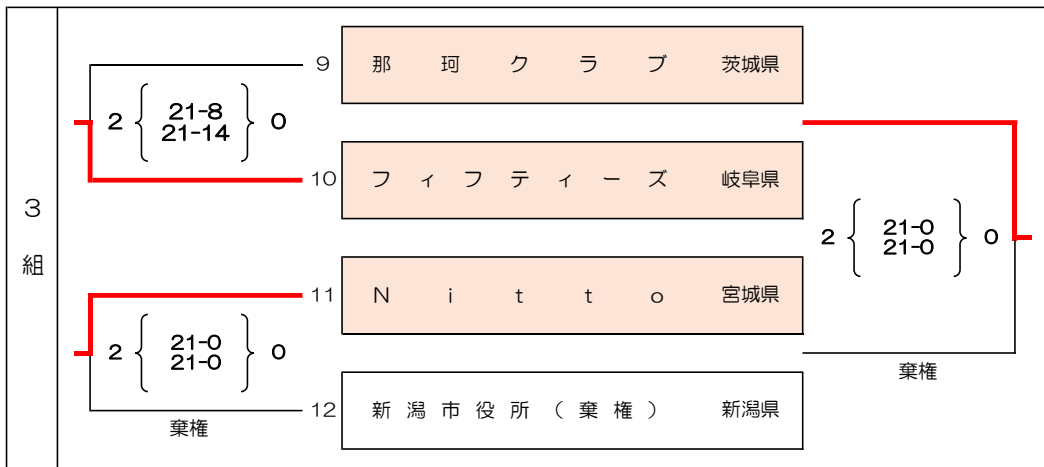 3
組
9 那珂クラブ 茨城県
2 { 21-8 } 0
21-14
10 フィフティーズ 岐阜県
2 { 21-0 } 0
21-0
11 Nitto 宮城県
2 { 21-0 } 0
21-0
棄権
12 新潟市役所(棄権) 新潟県
棄権